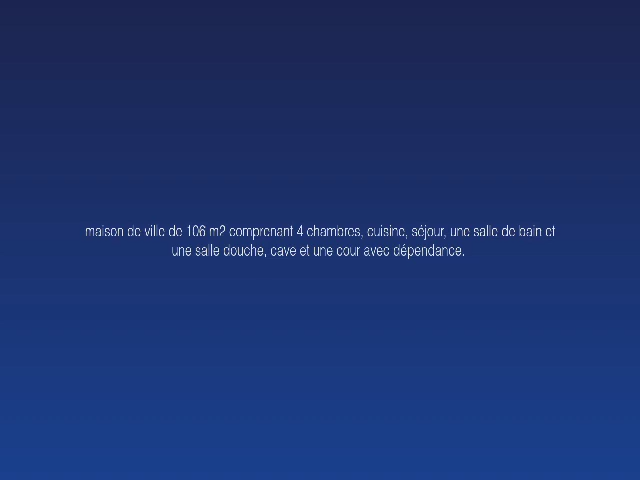 maison de ville de 106 m2 comprenant 4 chambres, cuisine, séjour, une salle de bain et
une salle douche, cave et une cour avec dépendance.